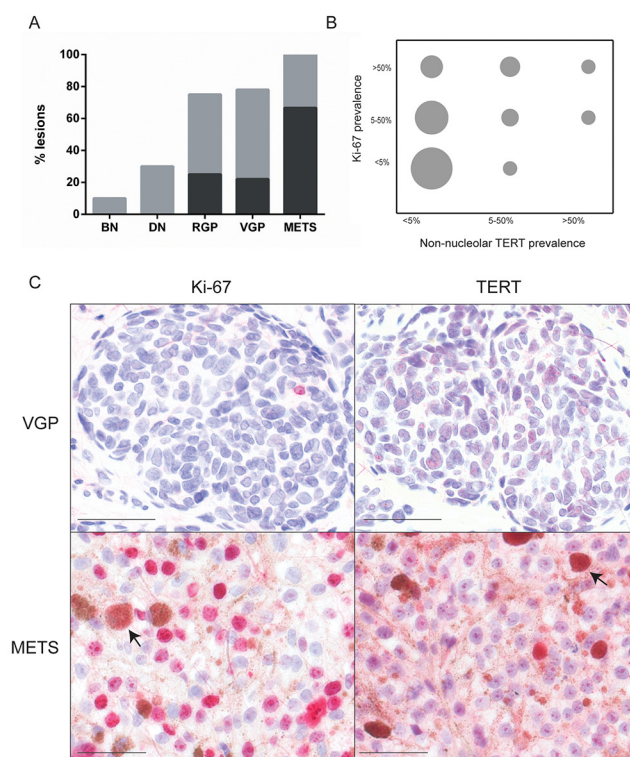 A
100
80
60
40
20
0
% lesions
BN DN RGP VGP METS
B
>50%
5-50%
<5%
Ki-67 prevalence
<5% 5-50% >50%
Non-nucleolar TERT prevalence
C
Ki-67 TERT
VGP
METS